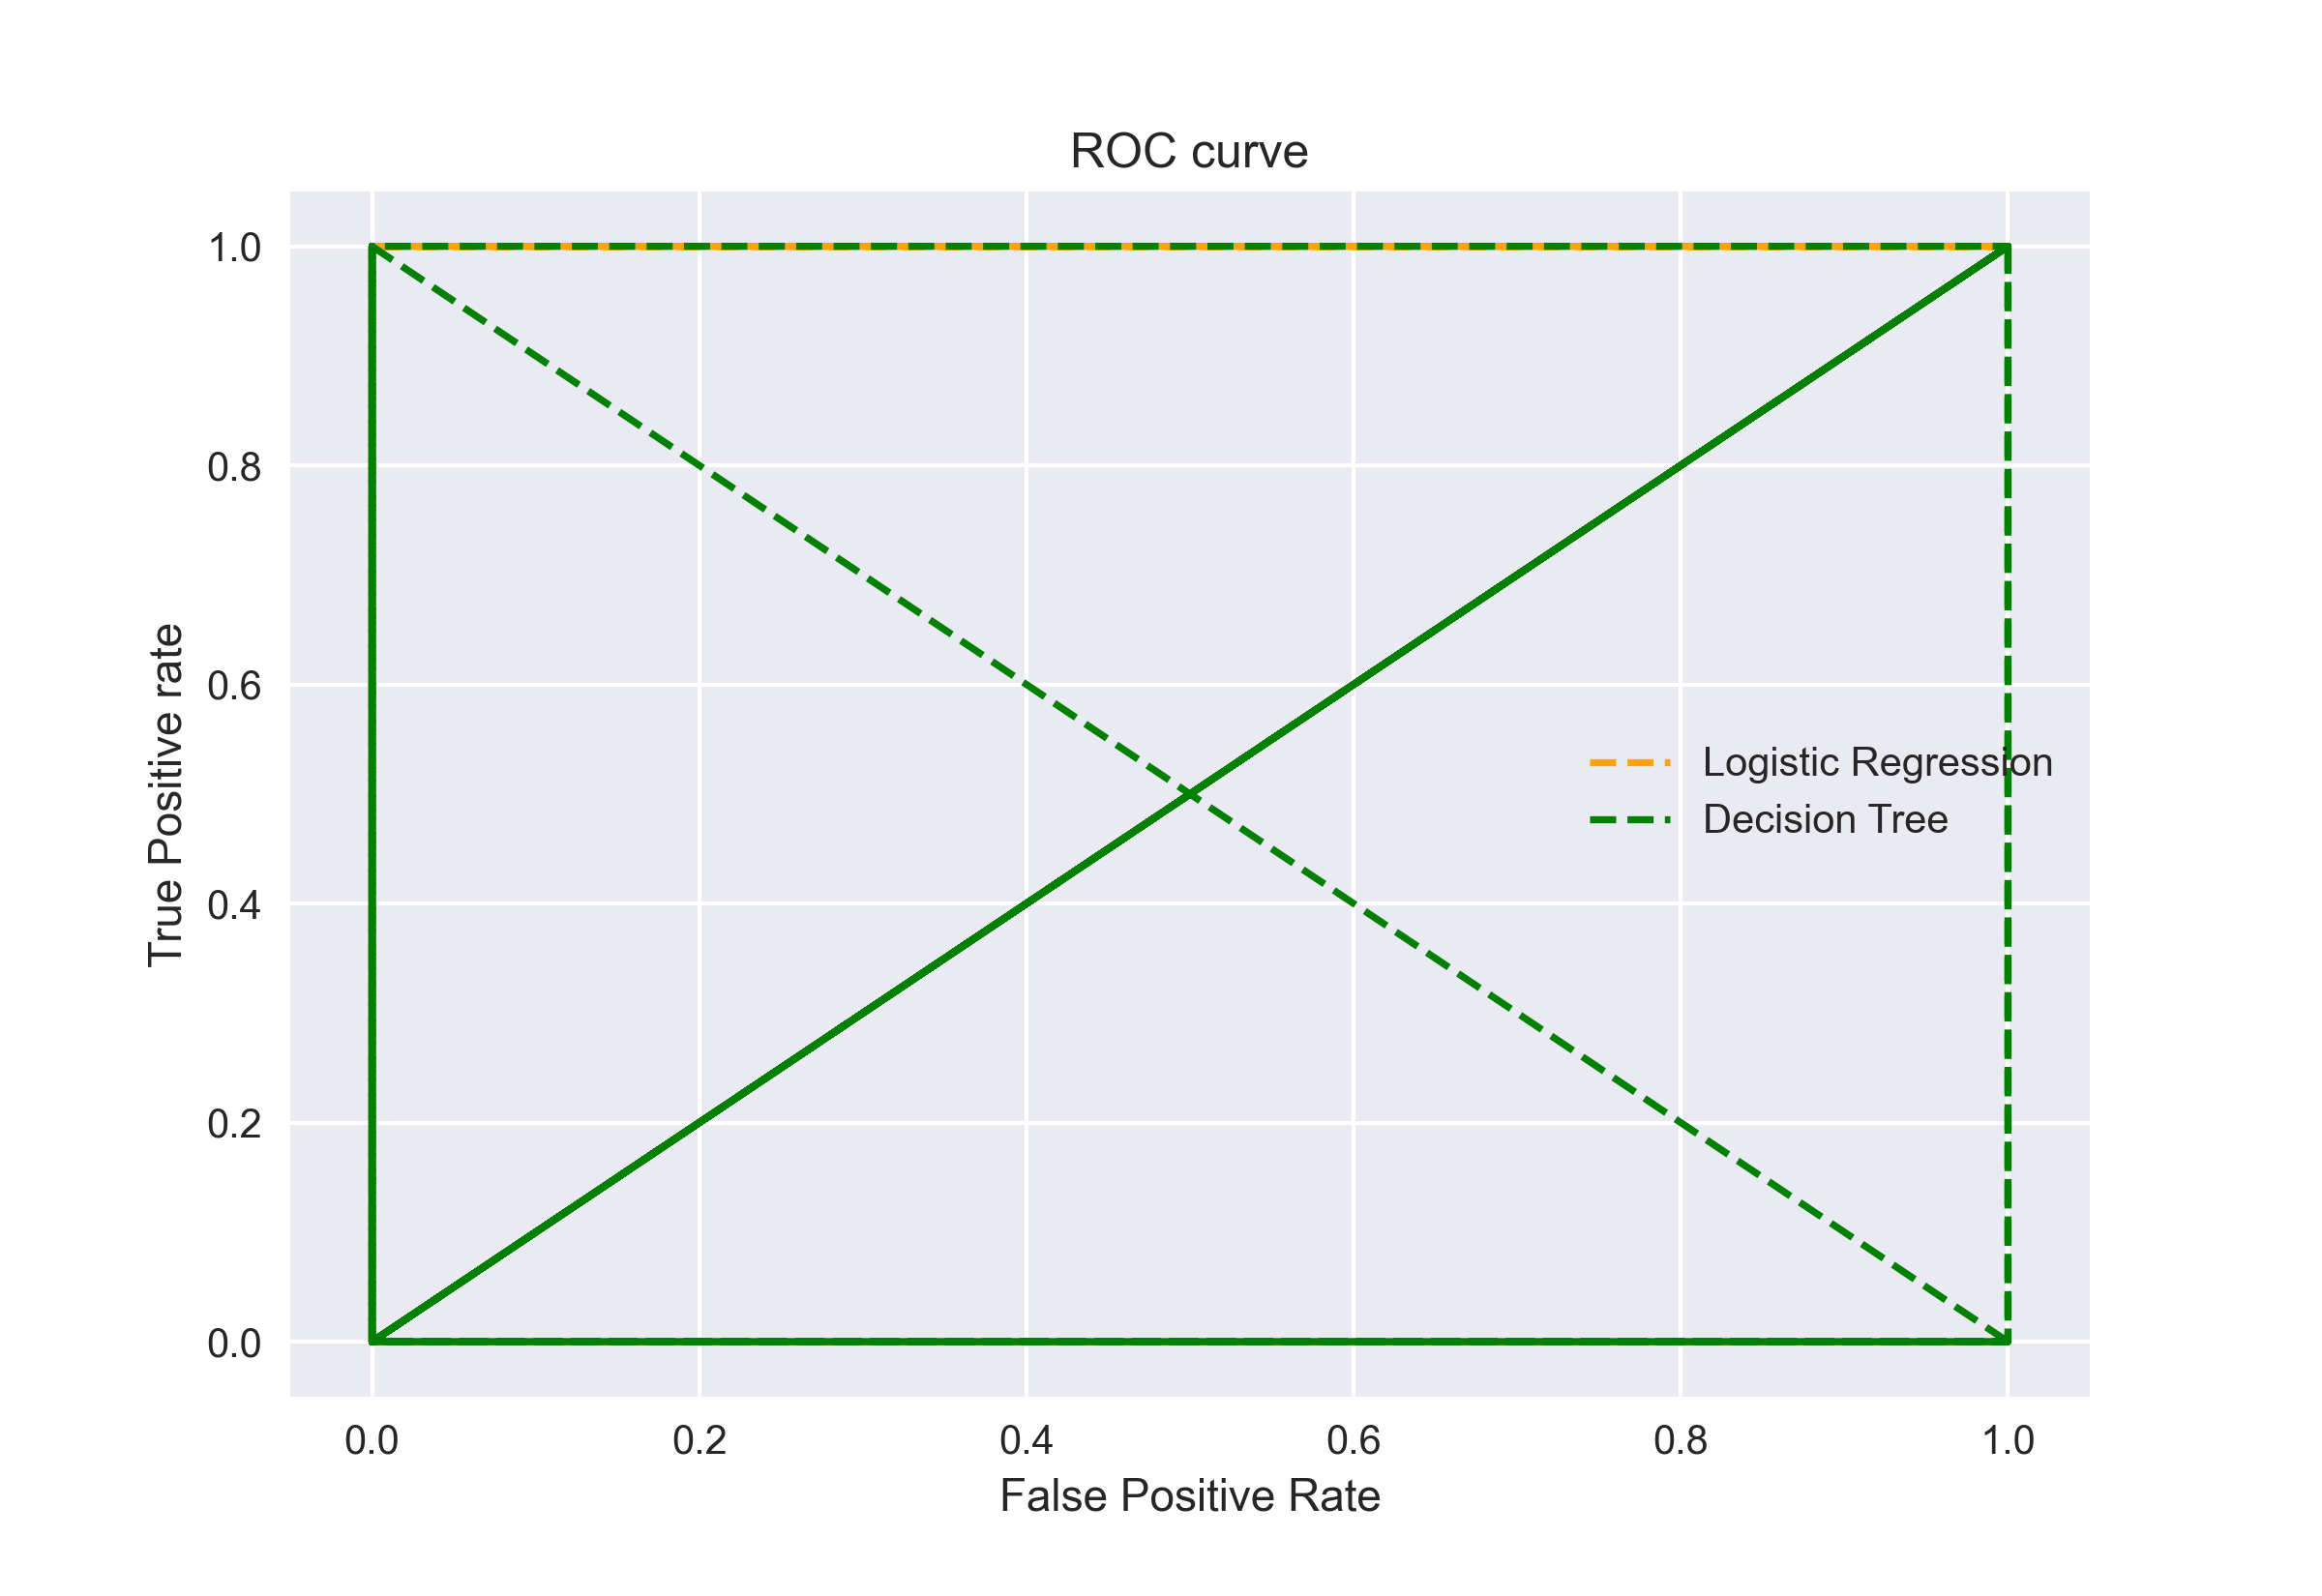 ROC curve
True Positive rate
1.0
0.8
0.6
0.4
0.2
0.0
Logistic Regression
Decision Tree
0.0 0.2 0.4 0.6 0.8 1.0
False Positive Rate